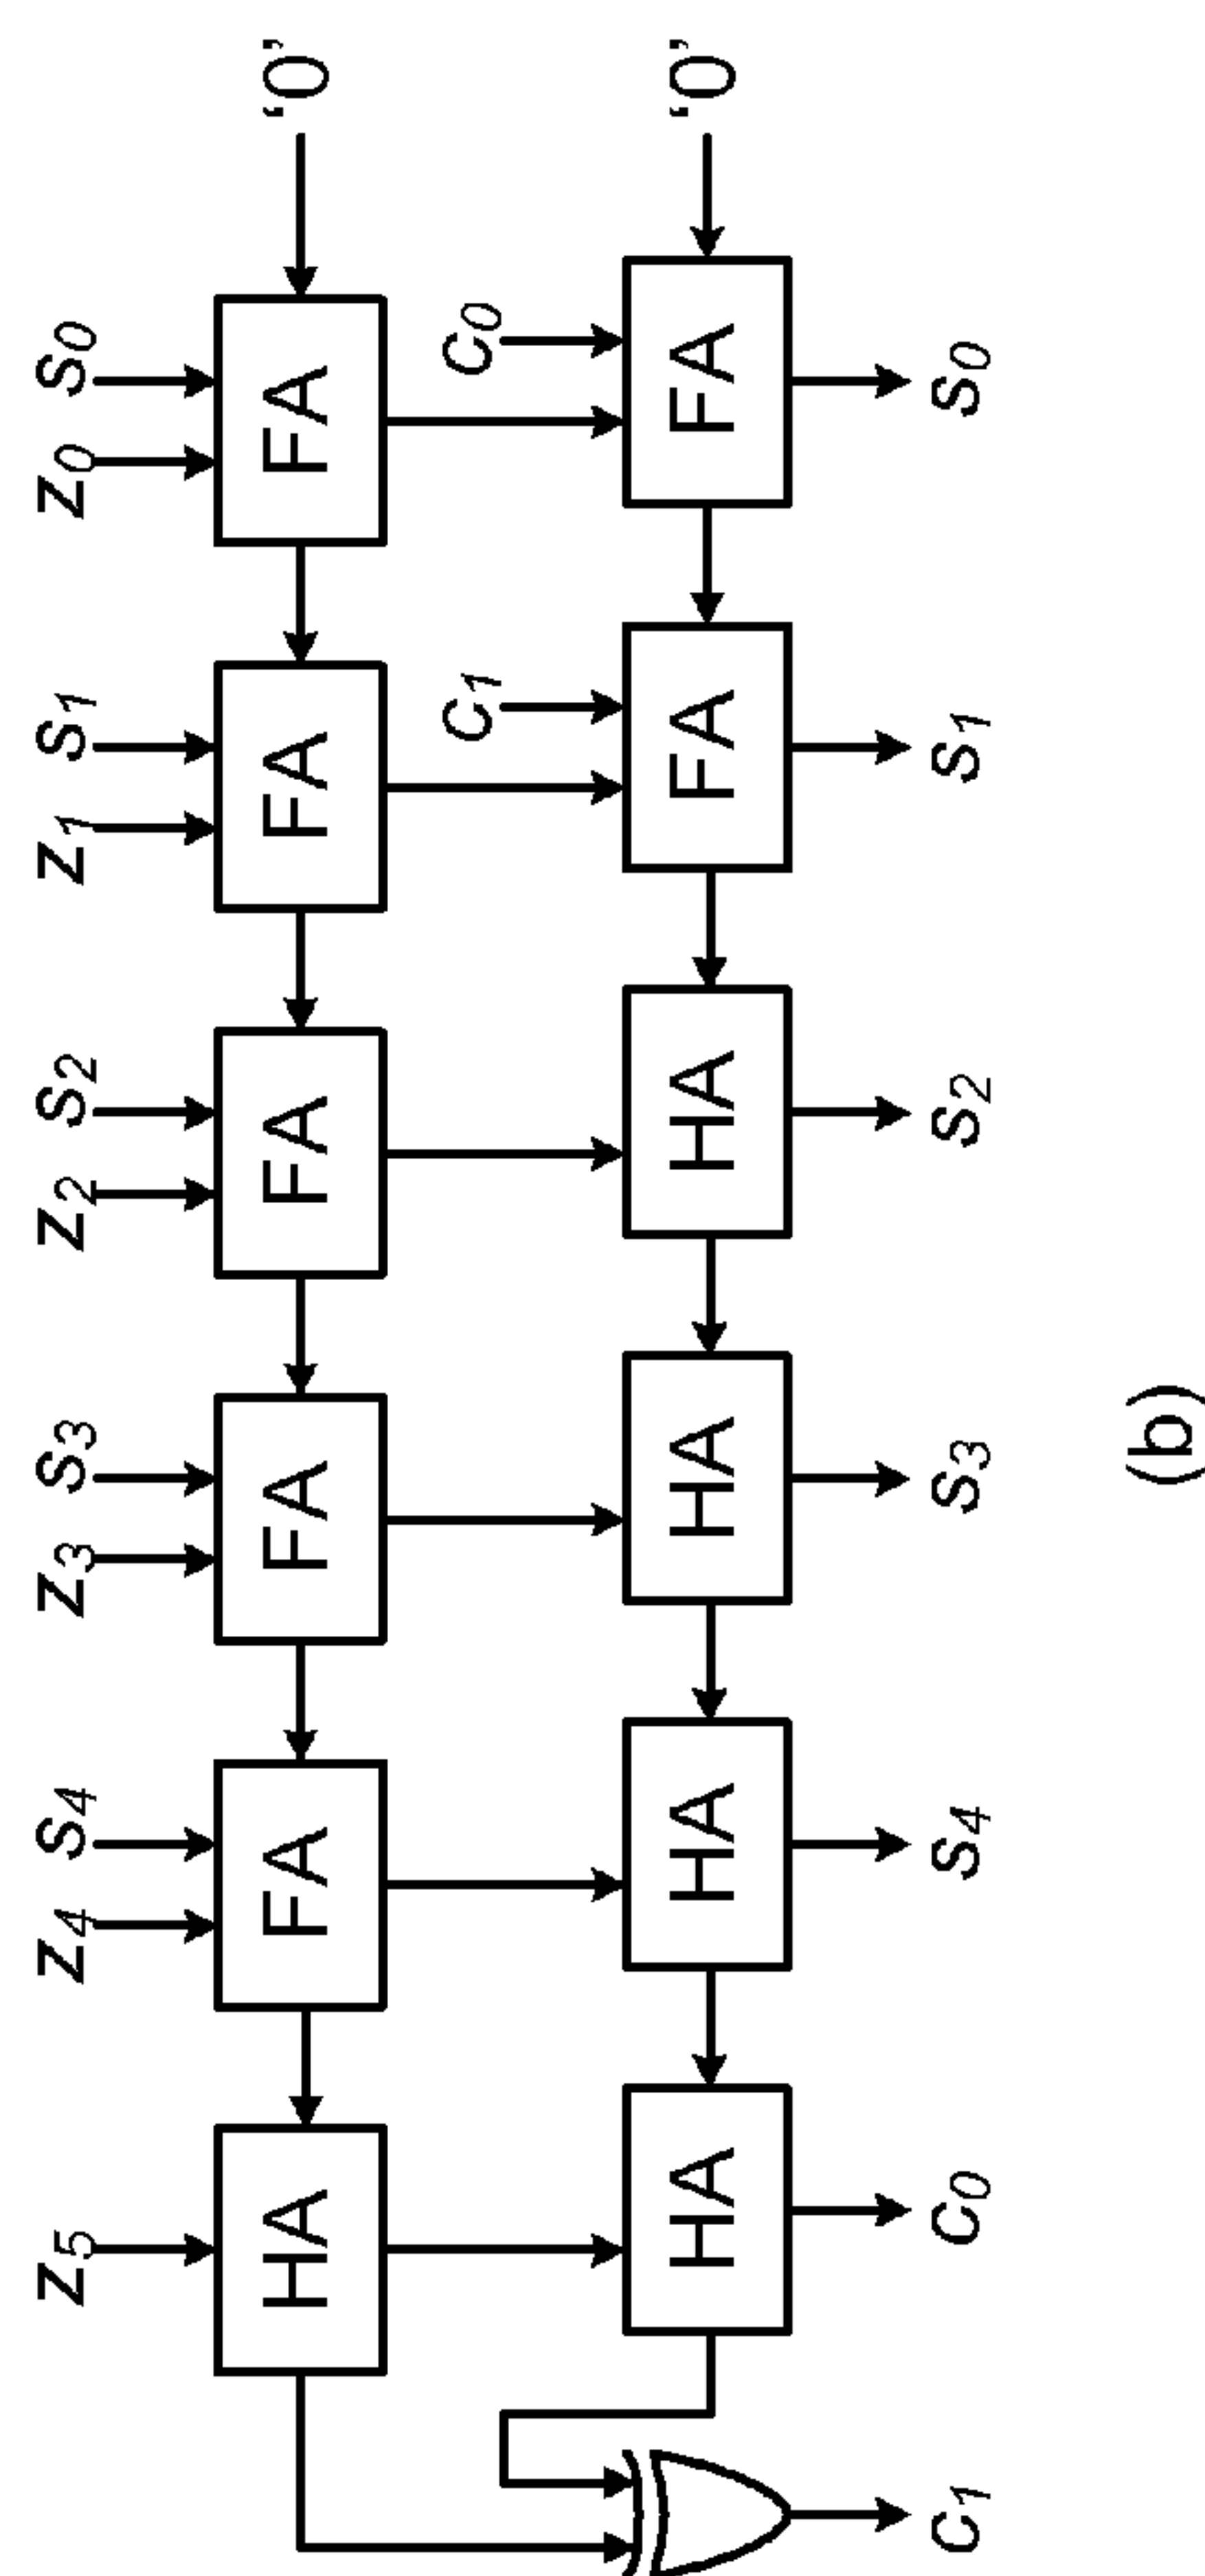 z5 z4 s4 z3 s3 z2 s2 z1 s1 z0 s0
HA FA FA FA FA FA ‘0’
c1 c0
HA HA HA HA FA FA ‘0’
c1 c0 s4 s3 s2 s1 s0
(b)